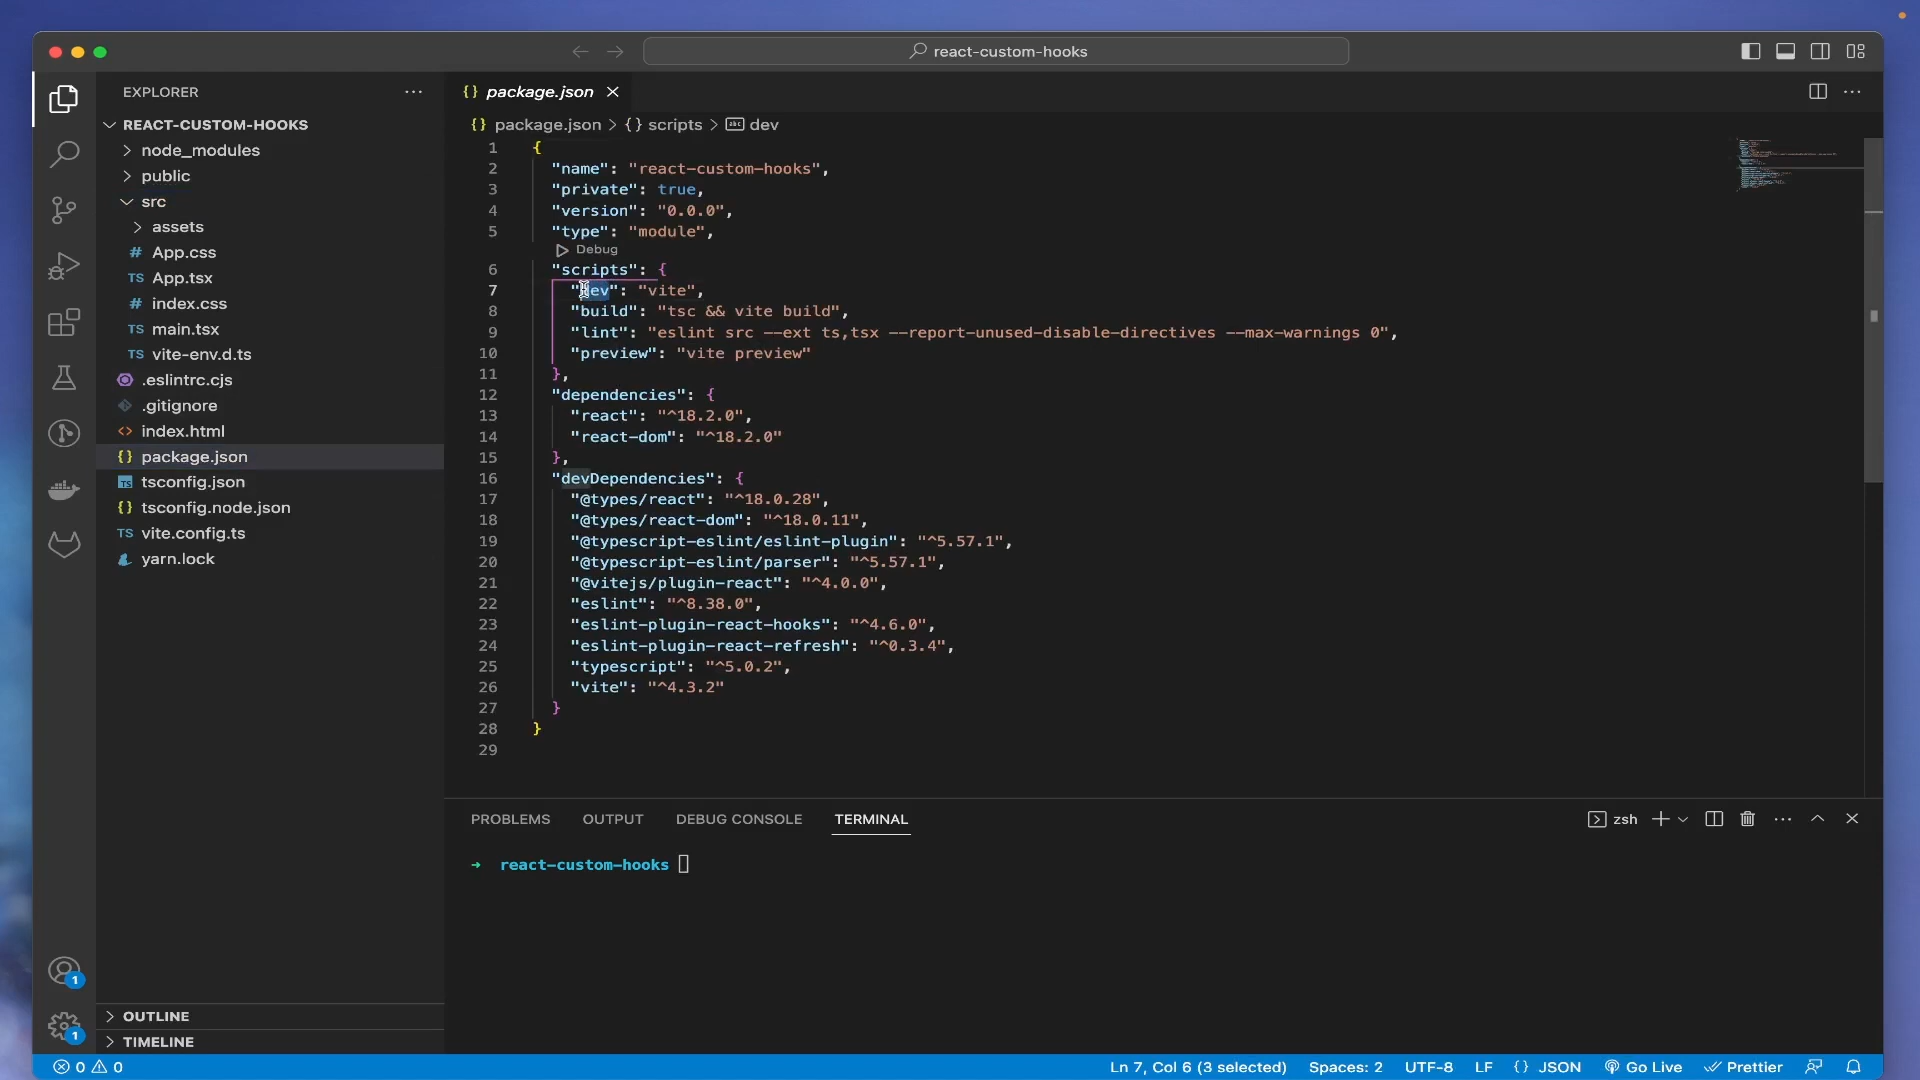 react-custom-hooks
EXPLORER
REACT-CUSTOM-HOOKS
node_modules
public
src
assets
# App.css
TS App.tsx
# index.css
TS main.tsx
TS vite-env.d.ts
.eslintrc.cjs
.gitignore
<> index.html
{} package.json
TS tsconfig.json
{} tsconfig.node.json
TS vite.config.ts
yarn.lock
OUTLINE
TIMELINE
1
1
{} package.json
{} package.json > {} scripts > abc dev
1 {
2 "name": "react-custom-hooks",
3 "private": true,
4 "version": "0.0.0",
5 "type": "module",
Debug
6 "scripts": {
7 "dev": "vite",
8 "build": "tsc && vite build",
9 "lint": "eslint src --ext ts,tsx --report-unused-disable-directives --max-warnings 0",
10 "preview": "vite preview"
11 },
12 "dependencies": {
13 "react": "^18.2.0",
14 "react-dom": "^18.2.0"
15 },
16 "devDependencies": {
17 "@types/react": "^18.0.28",
18 "@types/react-dom": "^18.0.11",
19 "@typescript-eslint/eslint-plugin": "^5.57.1",
20 "@typescript-eslint/parser": "^5.57.1",
21 "@vitejs/plugin-react": "^4.0.0",
22 "eslint": "^8.38.0",
23 "eslint-plugin-react-hooks": "^4.6.0",
24 "eslint-plugin-react-refresh": "^0.3.4",
25 "typescript": "^5.0.2",
26 "vite": "^4.3.2"
27 }
28 }
29
PROBLEMS OUTPUT DEBUG CONSOLE TERMINAL
zsh
→ react-custom-hooks
0 0
Ln 7, Col 6 (3 selected) Spaces: 2 UTF-8 LF {} JSON Go Live Prettier